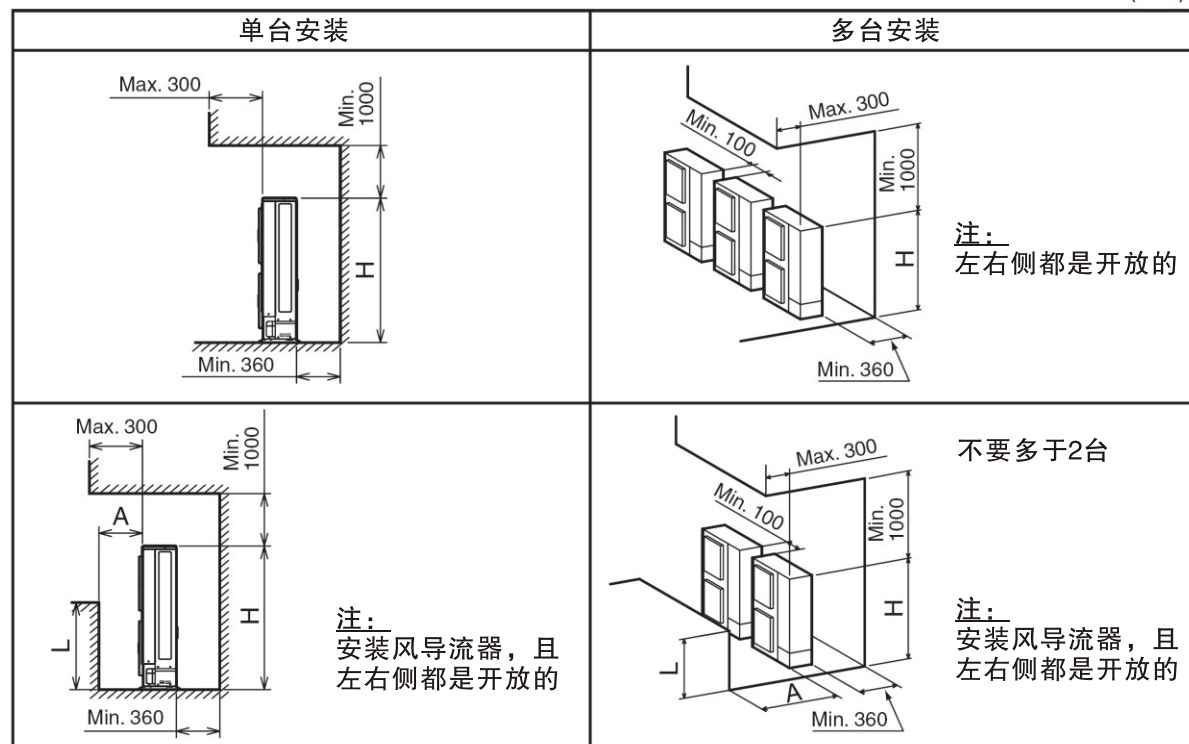 单台安装
多台安装
Max. 300
Min.
1000
H
Min. 360
Max. 300
Min. 100
Min.
1000
H
Min. 360
注：
左右侧都是开放的
Max. 300
Min.
1000
A
H
L
Min. 360
注：
安装风导流器，且
左右侧都是开放的
不要多于2台
Max. 300
Min. 100
Min.
1000
H
L
A
Min. 360
注：
安装风导流器，且
左右侧都是开放的